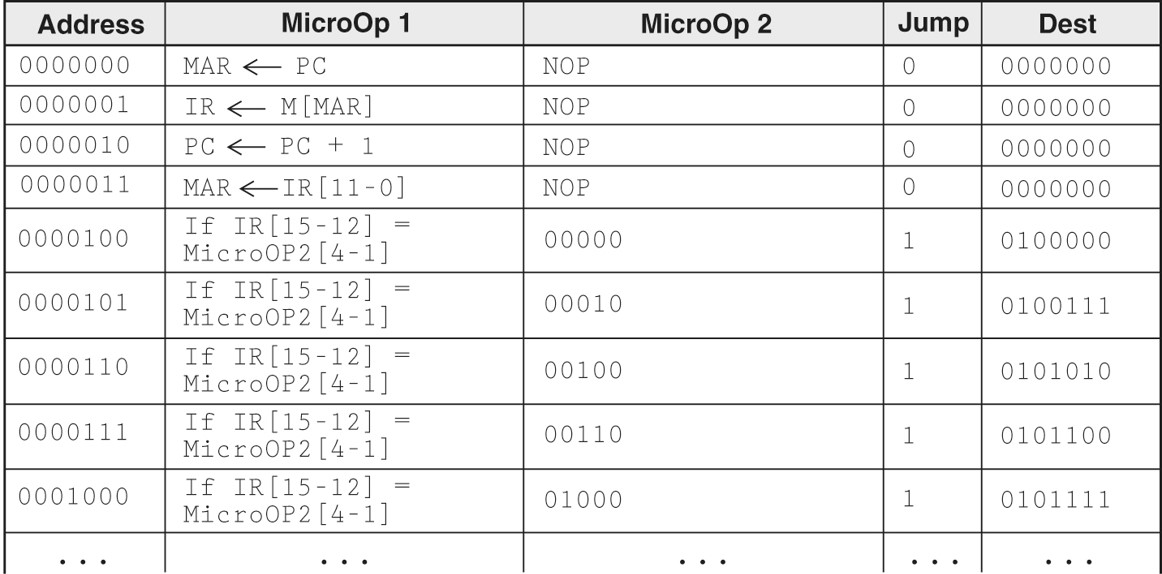 Address MicroOp 1 MicroOp 2 Jump Dest
0000000 MAR ← PC NOP 0 0000000
0000001 IR ← M[MAR] NOP 0 0000000
0000010 PC ← PC + 1 NOP 0 0000000
0000011 MAR ← IR[11-0] NOP 0 0000000
0000100 If IR[15-12] =
MicroOP2[4-1] 00000 1 0100000
0000101 If IR[15-12] =
MicroOP2[4-1] 00010 1 0100111
0000110 If IR[15-12] =
MicroOP2[4-1] 00100 1 0101010
0000111 If IR[15-12] =
MicroOP2[4-1] 00110 1 0101100
0001000 If IR[15-12] =
MicroOP2[4-1] 01000 1 0101111
... ... ... ... ...